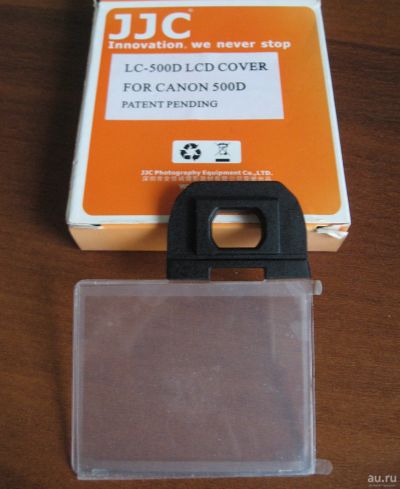 JJC
Innovation, we never stop
LC-500D LCD COVER
FOR CANON 500D
PATENT PENDING
JJC Photography Equipment Co.,LTD.
au.ru